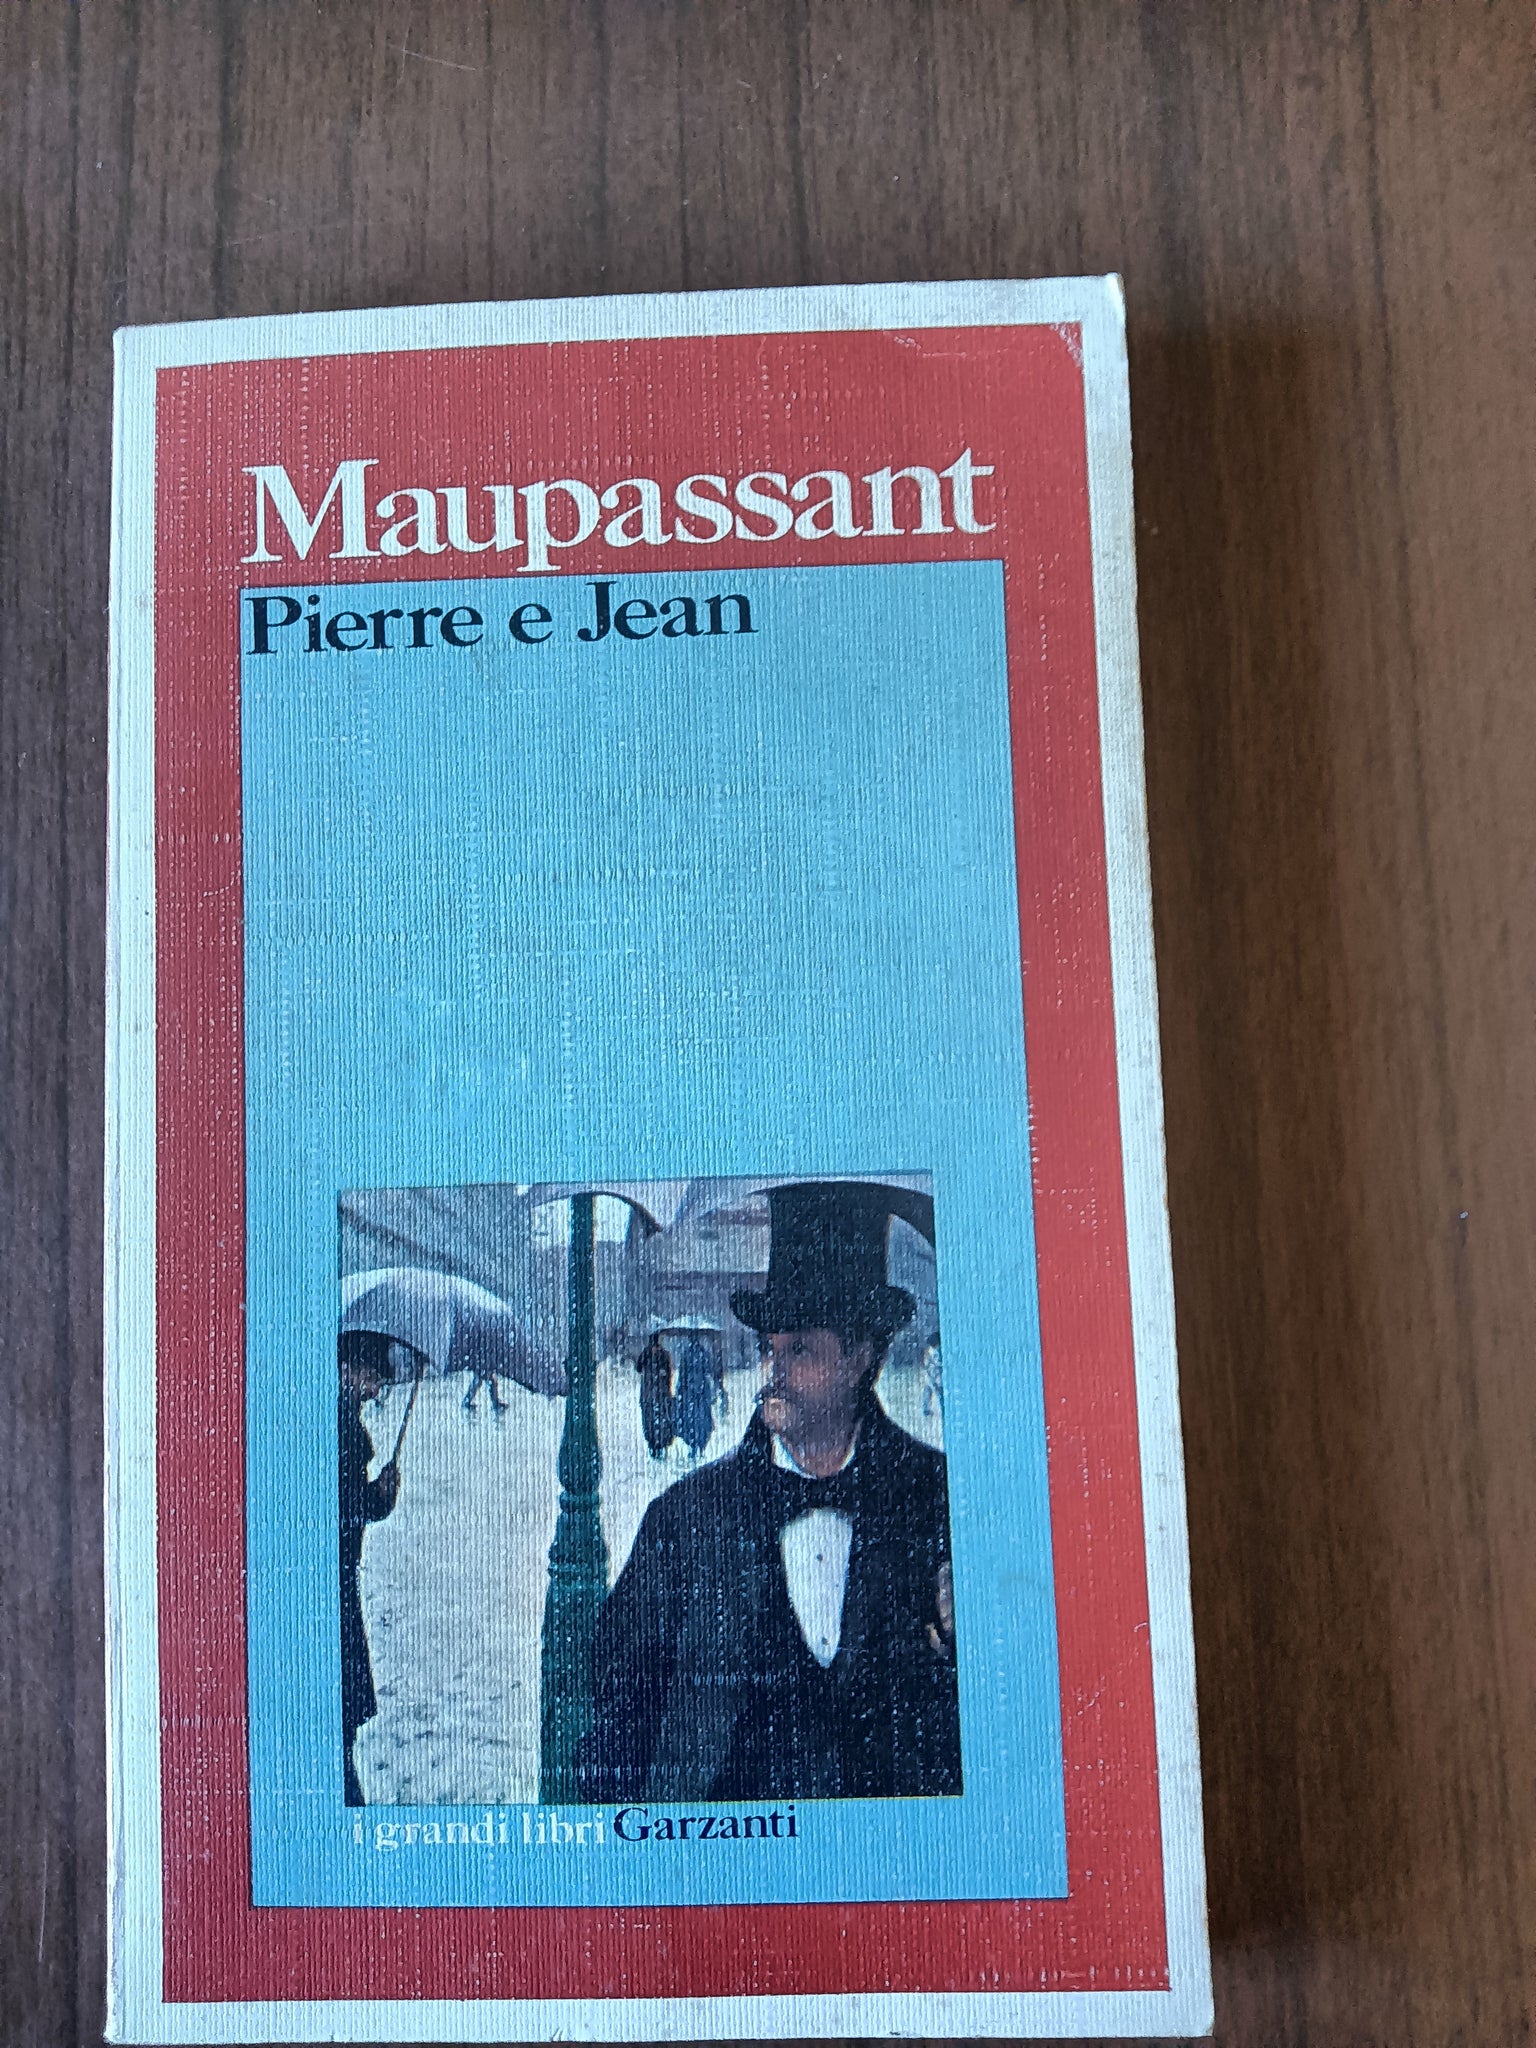 Maupassant
Pierre e Jean
i grandi libri Garzanti